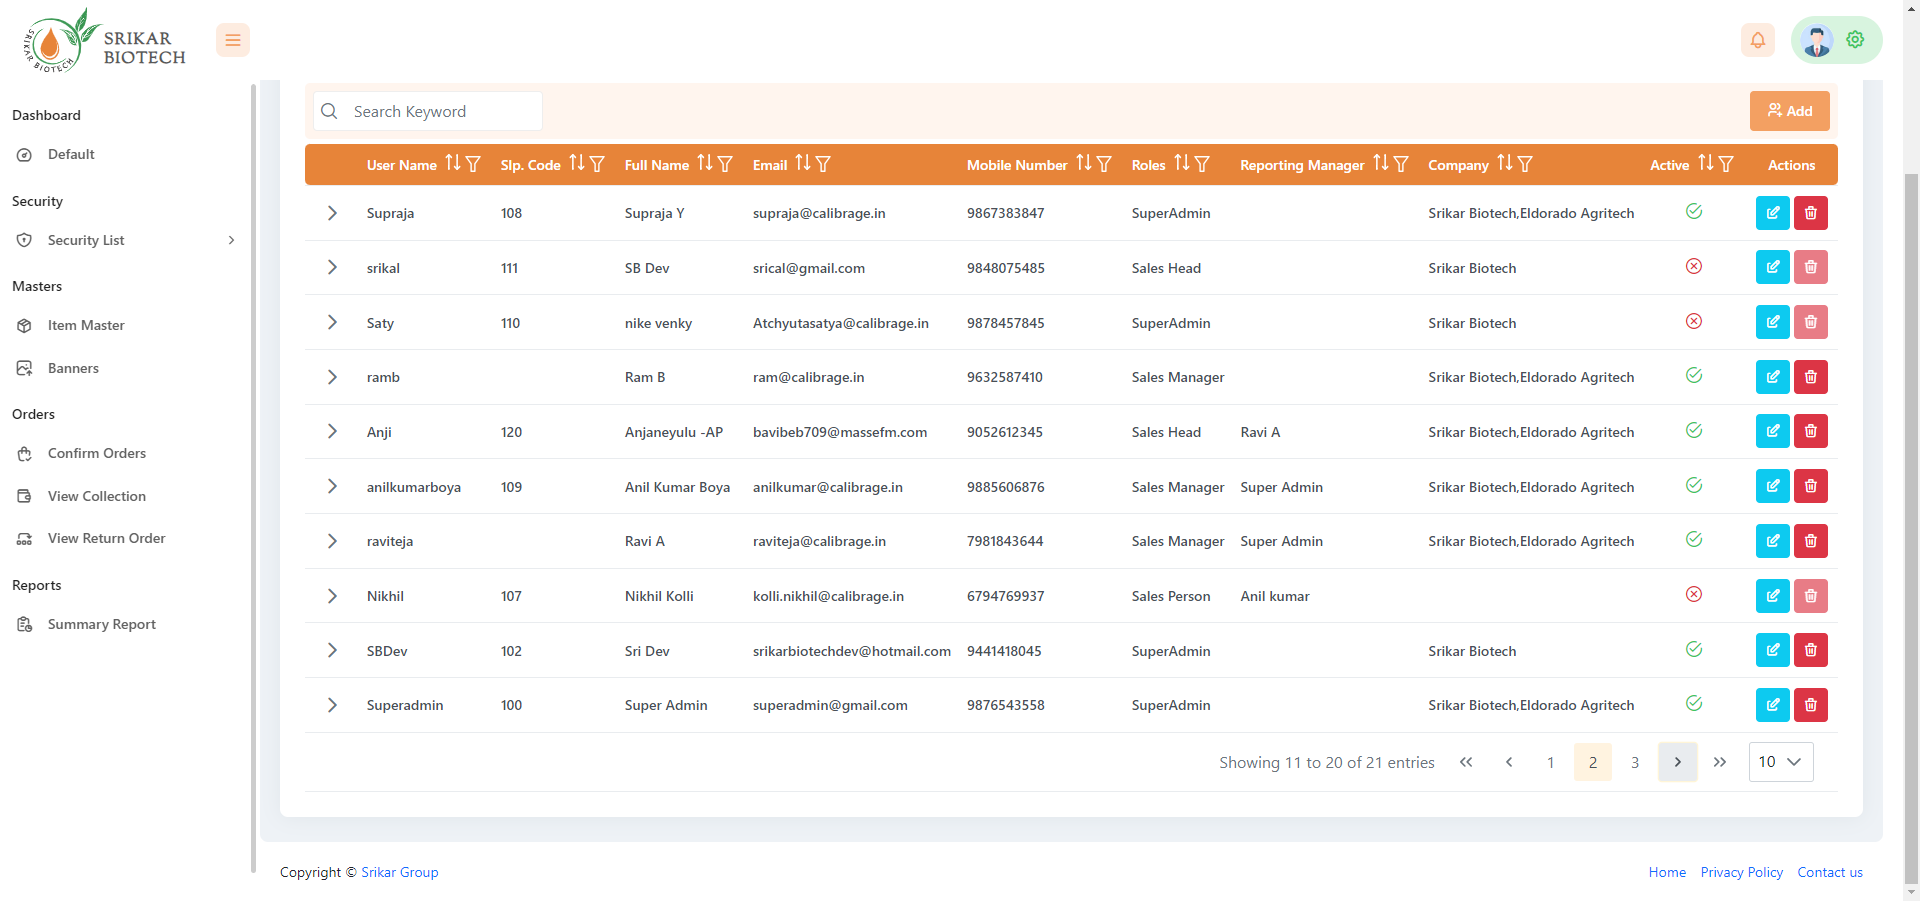 SRIKAR BIOTECH
SRIKAR
BIOTECH
Dashboard
Default
Security
Security List
Masters
Item Master
Banners
Orders
Confirm Orders
View Collection
View Return Order
Reports
Summary Report
Search Keyword
Add
User Name Slp. Code Full Name Email Mobile Number Roles Reporting Manager Company Active Actions
Supraja 108 Supraja Y supraja@calibrage.in 9867383847 SuperAdmin Srikar Biotech,Eldorado Agritech
srikal 111 SB Dev srical@gmail.com 9848075485 Sales Head Srikar Biotech
Saty 110 nike venky Atchyutasatya@calibrage.in 9878457845 SuperAdmin Srikar Biotech
ramb Ram B ram@calibrage.in 9632587410 Sales Manager Srikar Biotech,Eldorado Agritech
Anji 120 Anjaneyulu -AP bavibeb709@massefm.com 9052612345 Sales Head Ravi A Srikar Biotech,Eldorado Agritech
anilkumarboya 109 Anil Kumar Boya anilkumar@calibrage.in 9885606876 Sales Manager Super Admin Srikar Biotech,Eldorado Agritech
raviteja Ravi A raviteja@calibrage.in 7981843644 Sales Manager Super Admin Srikar Biotech,Eldorado Agritech
Nikhil 107 Nikhil Kolli kolli.nikhil@calibrage.in 6794769937 Sales Person Anil kumar
SBDev 102 Sri Dev srikarbiotechdev@hotmail.com 9441418045 SuperAdmin Srikar Biotech
Superadmin 100 Super Admin superadmin@gmail.com 9876543558 SuperAdmin Srikar Biotech,Eldorado Agritech
Showing 11 to 20 of 21 entries 1 2 3 10
Copyright © Srikar Group
Home Privacy Policy Contact us